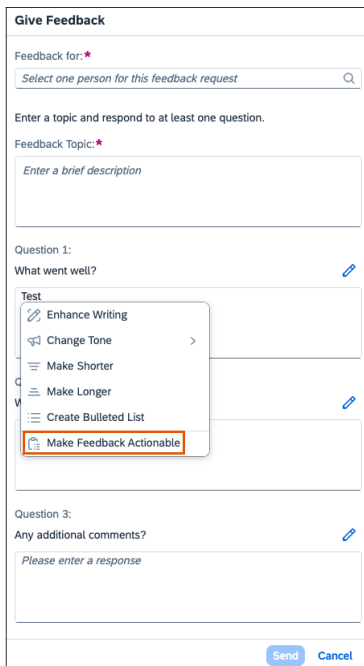 Give Feedback
Feedback for:*
Select one person for this feedback request
Enter a topic and respond to at least one question.
Feedback Topic:*
Enter a brief description
Question 1:
What went well?
Test
Enhance Writing
Change Tone
Make Shorter
Make Longer
Create Bulleted List
Make Feedback Actionable
Question 3:
Any additional comments?
Please enter a response
Send Cancel